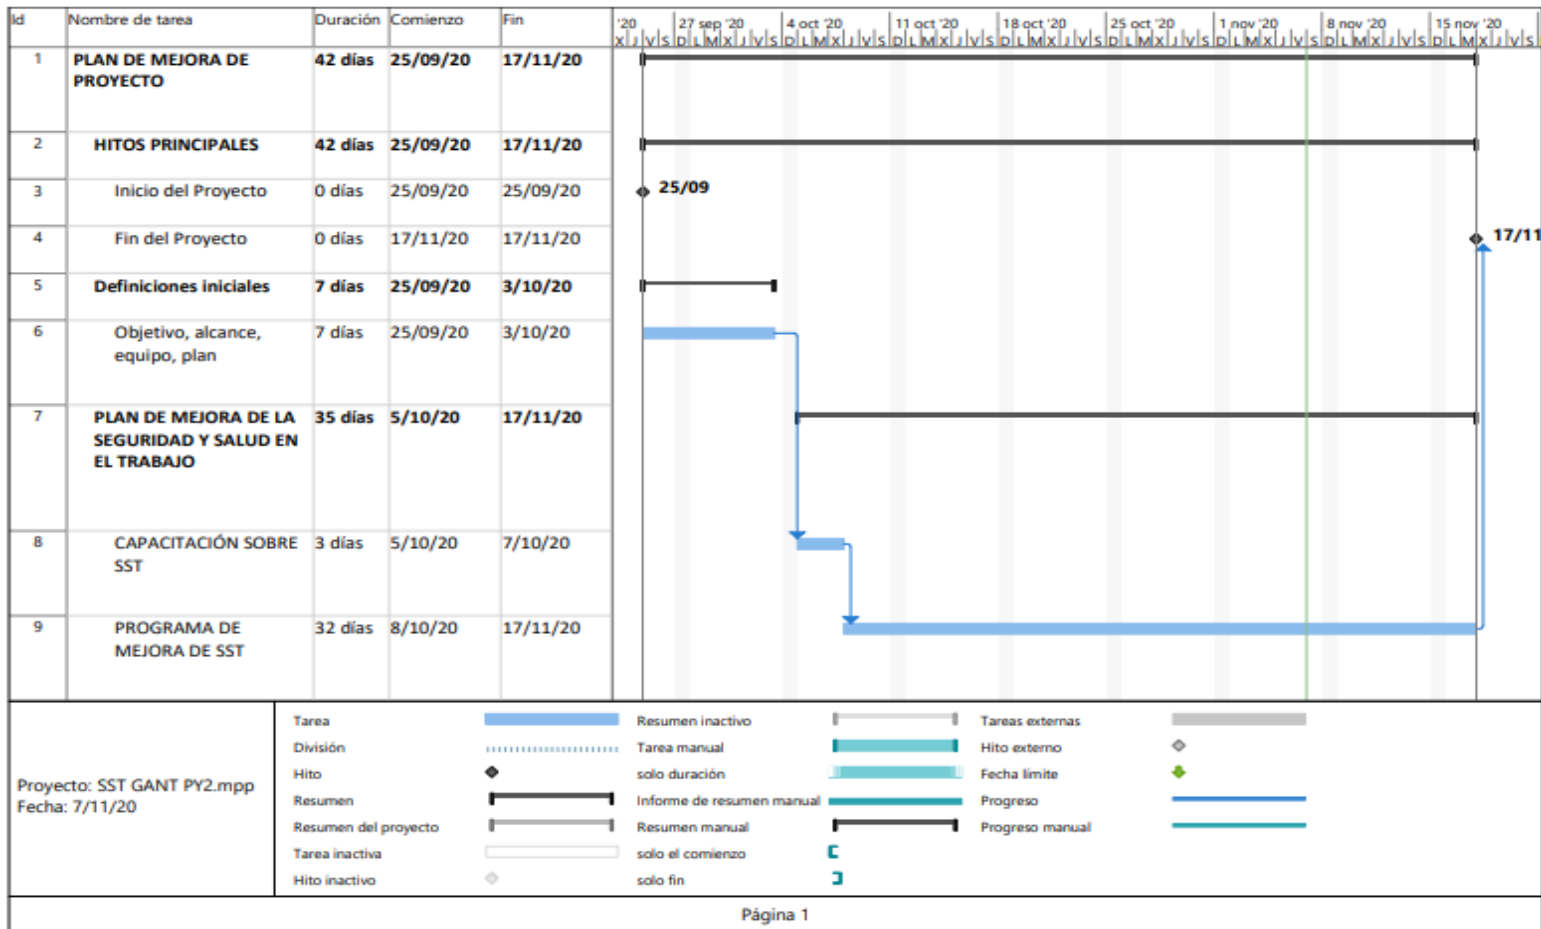 Id Nombre de tarea Duración Comienzo Fin '20 27 sep '20 4 oct '20 11 oct '20 18 oct '20 25 oct '20 1 nov '20 8 nov '20 15 nov '20
X J V S D L M X J V S D L M X J V S D L M X J V S D L M X J V S D L M X J V S D L M X J V S D L M X J V S D L M X J V S
1 PLAN DE MEJORA DE 42 días 25/09/20 17/11/20
PROYECTO
2 HITOS PRINCIPALES 42 días 25/09/20 17/11/20
3 Inicio del Proyecto 0 días 25/09/20 25/09/20 25/09
4 Fin del Proyecto 0 días 17/11/20 17/11/20 17/11
5 Definiciones iniciales 7 días 25/09/20 3/10/20
6 Objetivo, alcance, 7 días 25/09/20 3/10/20
equipo, plan
7 PLAN DE MEJORA DE LA 35 días 5/10/20 17/11/20
SEGURIDAD Y SALUD EN
EL TRABAJO
8 CAPACITACIÓN SOBRE 3 días 5/10/20 7/10/20
SST
9 PROGRAMA DE 32 días 8/10/20 17/11/20
MEJORA DE SST
Proyecto: SST GANT PY2.mpp
Fecha: 7/11/20
Tarea Resumen inactivo Tareas externas
División Tarea manual Hito externo
Hito solo duración Fecha límite
Resumen Informe de resumen manual Progreso
Resumen del proyecto Resumen manual Progreso manual
Tarea inactiva solo el comienzo
Hito inactivo solo fin
Página 1